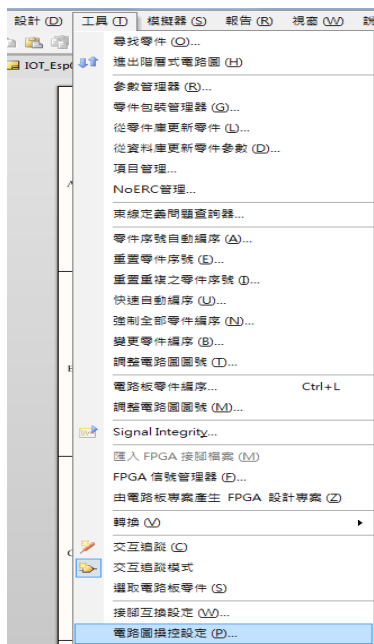 設計 (D) 工具 (T) 模擬器 (S) 報告 (R) 視窗 (W)
IOT_Esp
尋找零件 (O)...
進出階層式電路圖 (H)
參數管理器 (R)...
零件包裝管理器 (G)...
從零件庫更新零件 (L)...
從資料庫更新零件參數 (D)...
項目管理...
NoERC管理...
束線定義問題查詢器...
零件序號自動編序 (A)...
重置零件序號 (E)...
重置重複之零件序號 (I)...
快速自動編序 (U)...
強制全部零件編序 (N)...
變更零件編序 (B)...
調整電路圖圖號 (T)...
電路板零件編序... Ctrl+L
調整電路圖圖號 (M)...
Signal Integrity...
匯入 FPGA 接腳檔案 (M)
FPGA 信號管理器 (F)...
由電路板專案產生 FPGA 設計專案 (Z)
轉換 (V)
交互追蹤 (C)
交互追蹤模式
選取電路板零件 (S)
接腳互換設定 (W)...
電路圖操控設定 (P)...